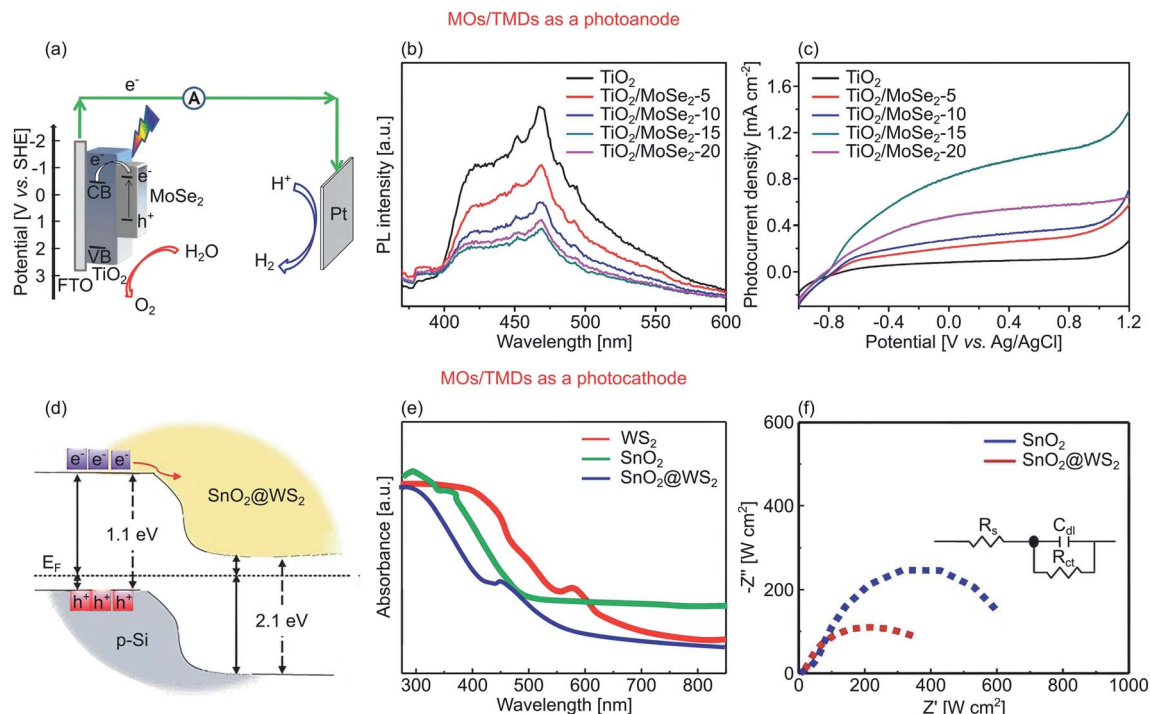 MOs/TMDs as a photoanode
(a)
e-
A
Potential [V vs. SHE]
-2
-1
0
1
2
3
e-
CB
e-
MoSe2
h+
VB
TiO2
FTO
H2O
O2
H+
H2
Pt
(b)
PL intensity [a.u.]
TiO2
TiO2/MoSe2-5
TiO2/MoSe2-10
TiO2/MoSe2-15
TiO2/MoSe2-20
400 450 500 550 600
Wavelength [nm]
(c)
Photocurrent density [mA cm-2]
1.8
1.2
0.8
0.4
0.0
TiO2
TiO2/MoSe2-5
TiO2/MoSe2-10
TiO2/MoSe2-15
TiO2/MoSe2-20
-0.8 -0.4 0.0 0.4 0.8 1.2
Potential [V vs. Ag/AgCl]
MOs/TMDs as a photocathode
(d)
e- e- e-
SnO2@WS2
1.1 eV
EF
h+ h+ h+
p-Si
2.1 eV
(e)
Absorbance [a.u.]
WS2
SnO2
SnO2@WS2
300 400 500 600 700 800
Wavelength [nm]
(f)
-Z'' [W cm2]
600
400
200
0
SnO2
SnO2@WS2
Rs
Cdl
Rct
0 200 400 600 800 1000
Z' [W cm2]